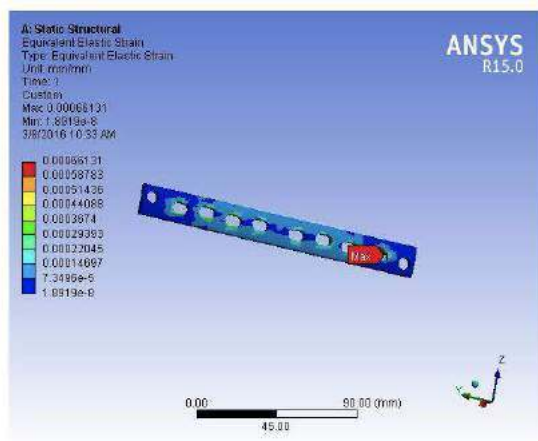 A: Static Structural
Equivalent Elastic Strain
Type: Equivalent Elastic Strain
Unit: mm/mm
Time: 1
Custom
Max: 0.00066131
Min: 1.8919e-8
3/8/2016 10:33 AM
0.00066131
0.00058783
0.00051436
0.00044088
0.0003674
0.00029393
0.00022045
0.00014697
7.3496e-5
1.8919e-8
ANSYS
R15.0
Max
Z
Y
0.00
90.00 (mm)
45.00